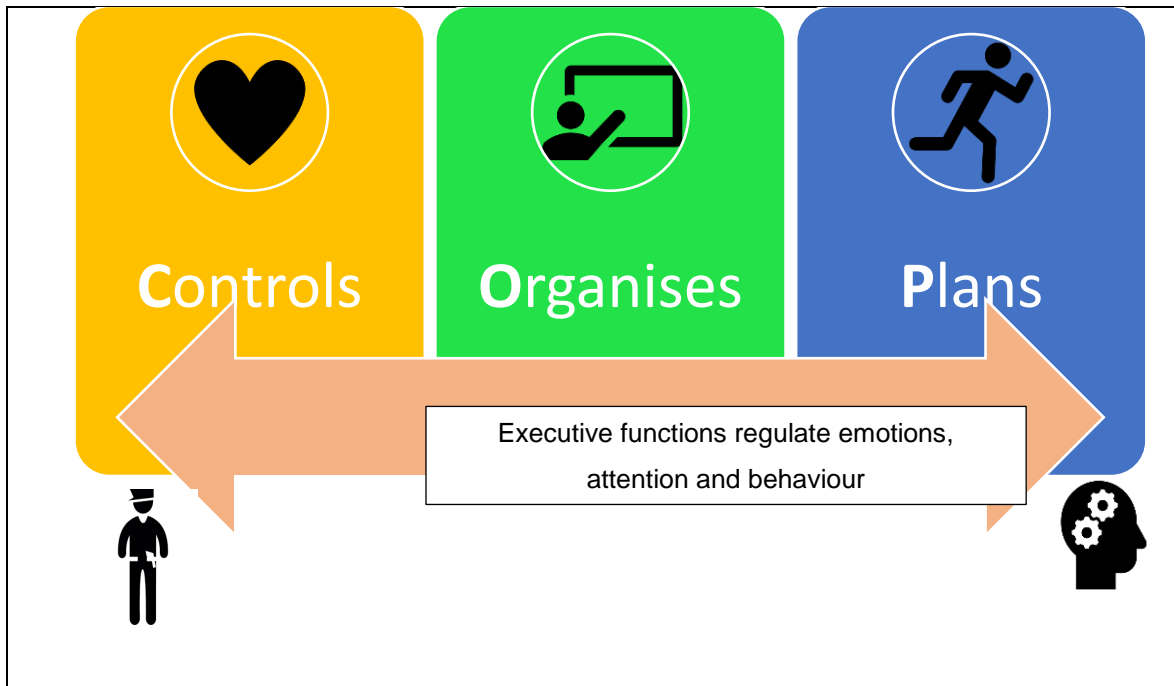 Controls
Organises
Plans
Executive functions regulate emotions,
attention and behaviour